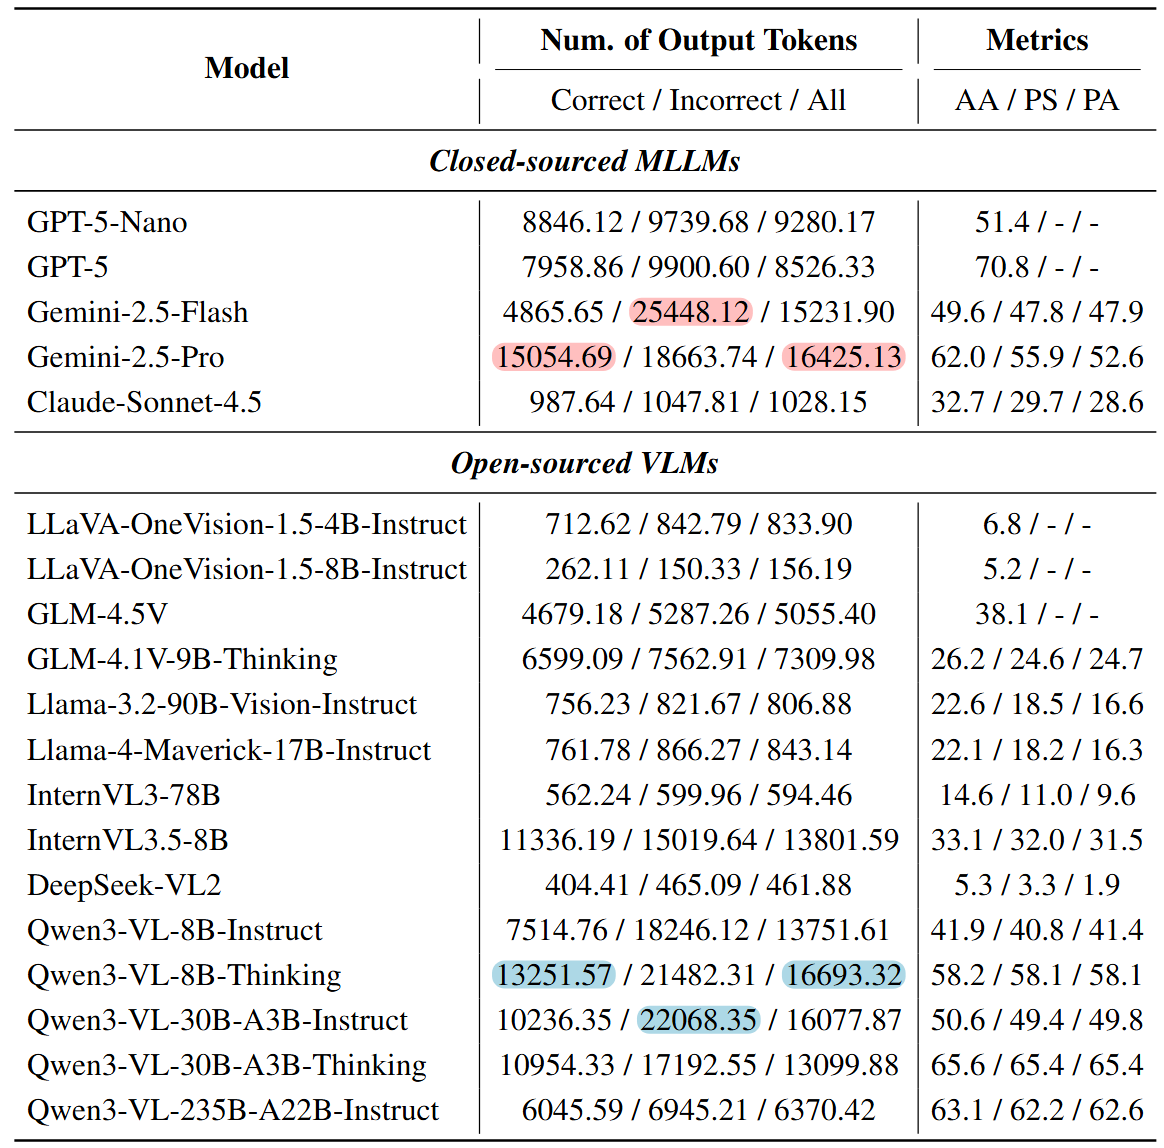 Model Num. of Output Tokens Metrics
Correct / Incorrect / All AA / PS / PA
Closed-sourced MLLMs
GPT-5-Nano 8846.12 / 9739.68 / 9280.17 51.4 / - / -
GPT-5 7958.86 / 9900.60 / 8526.33 70.8 / - / -
Gemini-2.5-Flash 4865.65 / 25448.12 / 15231.90 49.6 / 47.8 / 47.9
Gemini-2.5-Pro 15054.69 / 18663.74 / 16425.13 62.0 / 55.9 / 52.6
Claude-Sonnet-4.5 987.64 / 1047.81 / 1028.15 32.7 / 29.7 / 28.6
Open-sourced VLMs
LLaVA-OneVision-1.5-4B-Instruct 712.62 / 842.79 / 833.90 6.8 / - / -
LLaVA-OneVision-1.5-8B-Instruct 262.11 / 150.33 / 156.19 5.2 / - / -
GLM-4.5V 4679.18 / 5287.26 / 5055.40 38.1 / - / -
GLM-4.1V-9B-Thinking 6599.09 / 7562.91 / 7309.98 26.2 / 24.6 / 24.7
Llama-3.2-90B-Vision-Instruct 756.23 / 821.67 / 806.88 22.6 / 18.5 / 16.6
Llama-4-Maverick-17B-Instruct 761.78 / 866.27 / 843.14 22.1 / 18.2 / 16.3
InternVL3-78B 562.24 / 599.96 / 594.46 14.6 / 11.0 / 9.6
InternVL3.5-8B 11336.19 / 15019.64 / 13801.59 33.1 / 32.0 / 31.5
DeepSeek-VL2 404.41 / 465.09 / 461.88 5.3 / 3.3 / 1.9
Qwen3-VL-8B-Instruct 7514.76 / 18246.12 / 13751.61 41.9 / 40.8 / 41.4
Qwen3-VL-8B-Thinking 13251.57 / 21482.31 / 16693.32 58.2 / 58.1 / 58.1
Qwen3-VL-30B-A3B-Instruct 10236.35 / 22068.35 / 16077.87 50.6 / 49.4 / 49.8
Qwen3-VL-30B-A3B-Thinking 10954.33 / 17192.55 / 13099.88 65.6 / 65.4 / 65.4
Qwen3-VL-235B-A22B-Instruct 6045.59 / 6945.21 / 6370.42 63.1 / 62.2 / 62.6